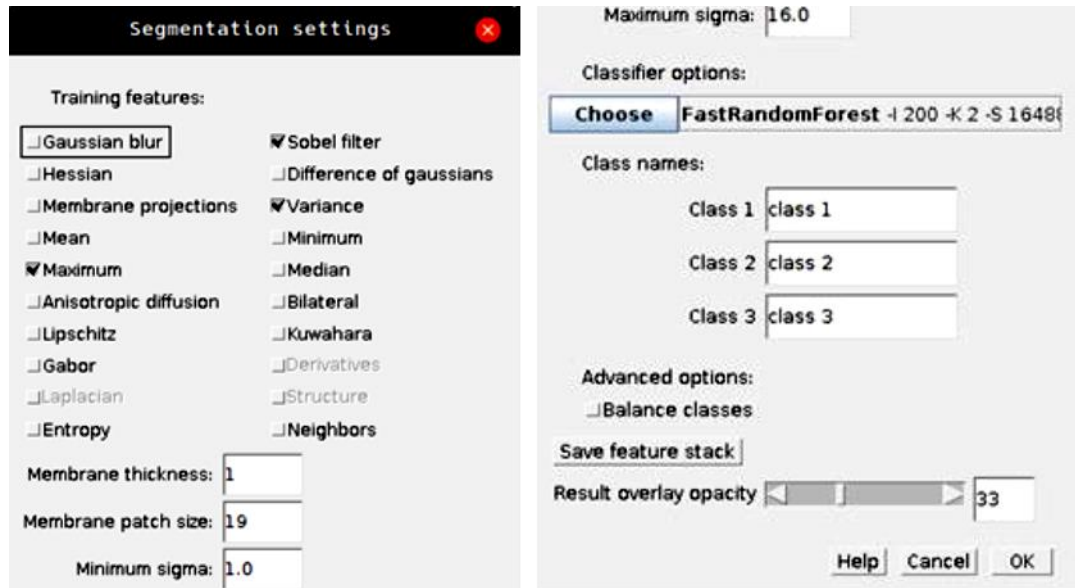 Segmentation settings
Training features:
Gaussian blur
Sobel filter
Hessian
Difference of gaussians
Membrane projections
Variance
Mean
Minimum
Maximum
Median
Anisotropic diffusion
Bilateral
Lipschitz
Kuwahara
Gabor
Derivatives
Laplacian
Structure
Entropy
Neighbors
Membrane thickness: 1
Membrane patch size: 19
Minimum sigma: 1.0
Maximum sigma: 16.0
Classifier options:
Choose FastRandomForest -I 200 -K 2 -S
Class names:
Class 1 class 1
Class 2 class 2
Class 3 class 3
Advanced options:
Balance classes
Save feature stack
Result overlay opacity 33
Help Cancel OK